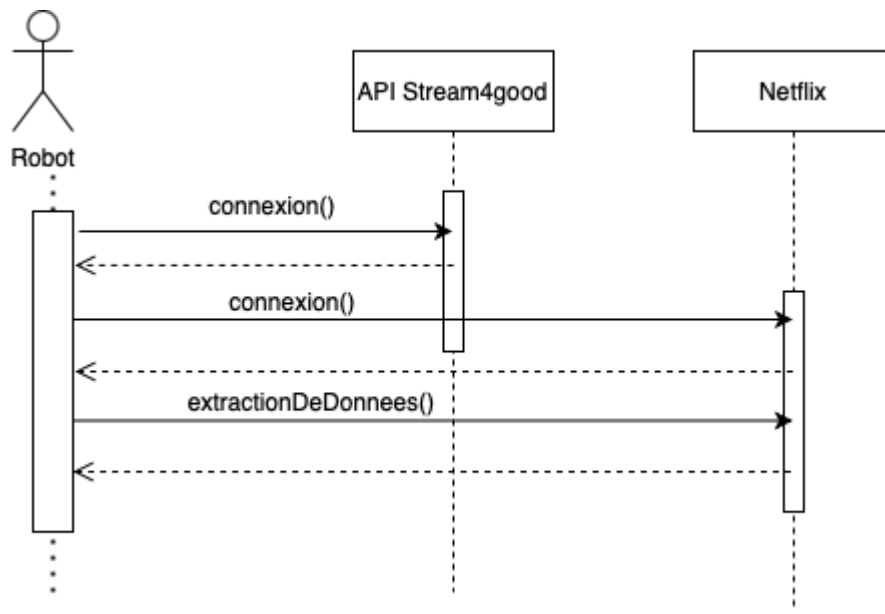 API Stream4good
Netflix
Robot
connexion()
connexion()
extractionDeDonnees()